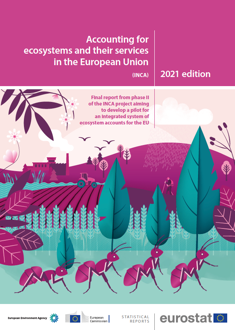 Accounting for
ecosystems and their services
in the European Union
(INCA)
2021 edition
Final report from phase II
of the INCA project aiming
to develop a pilot for
an integrated system of
ecosystem accounts for the EU
European Environment Agency
European
Commission
STATISTICAL
REPORTS
eurostat